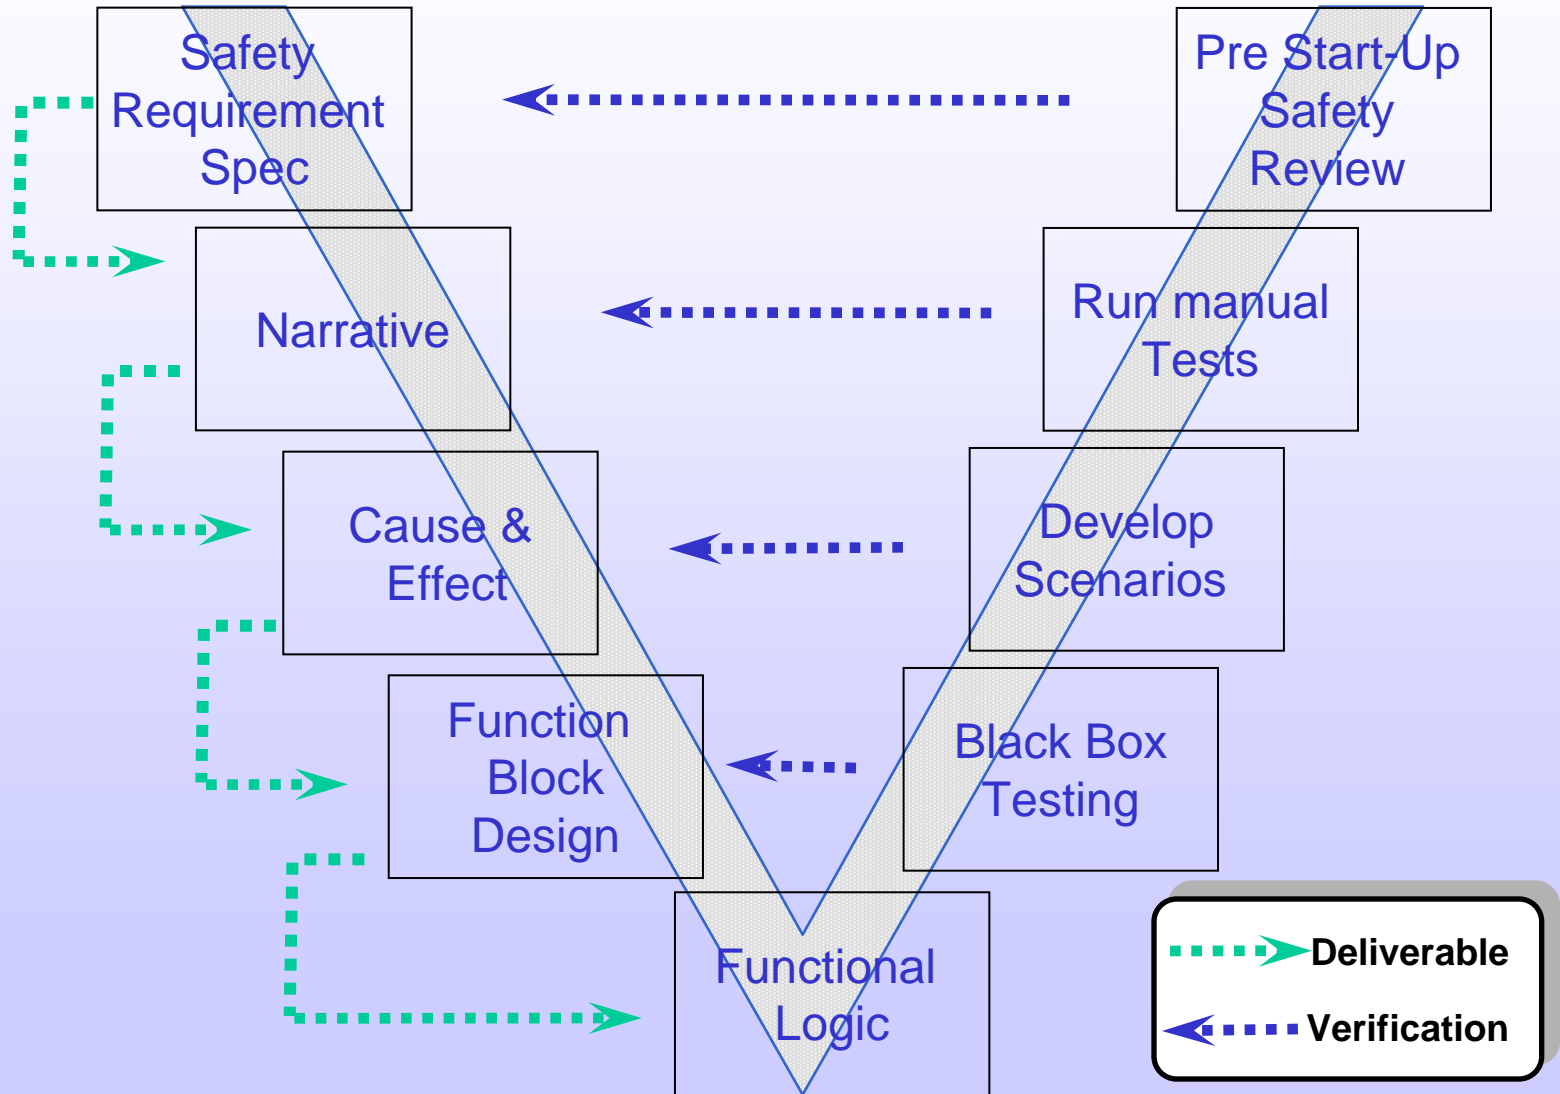 Safety
Requirement
Spec
Pre Start-Up
Safety
Review
Narrative
Run manual
Tests
Cause &
Effect
Develop
Scenarios
Function
Block
Design
Black Box
Testing
Functional
Logic
Deliverable
Verification